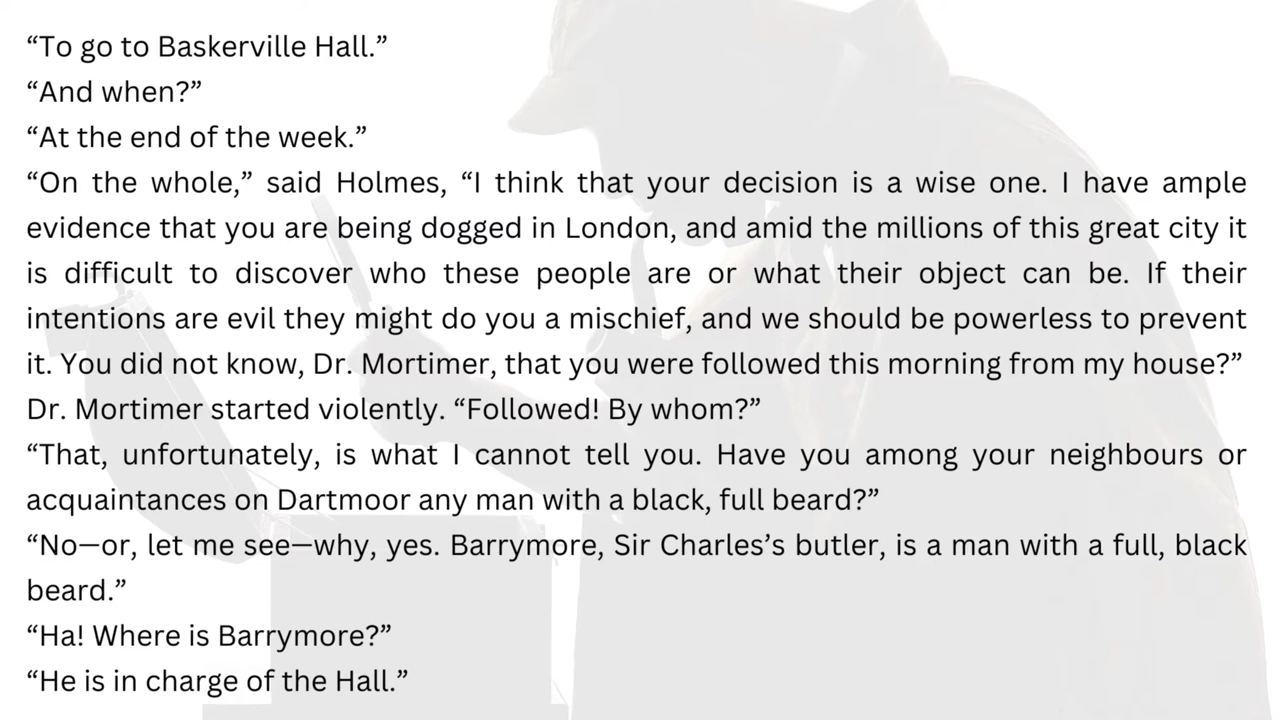 “To go to Baskerville Hall.”
“And when?”
“At the end of the week.”
“On the whole,” said Holmes, “I think that your decision is a wise one. I have ample
evidence that you are being dogged in London, and amid the millions of this great city it
is difficult to discover who these people are or what their object can be. If their
intentions are evil they might do you a mischief, and we should be powerless to prevent
it. You did not know, Dr. Mortimer, that you were followed this morning from my house?”
Dr. Mortimer started violently. “Followed! By whom?”
“That, unfortunately, is what I cannot tell you. Have you among your neighbours or
acquaintances on Dartmoor any man with a black, full beard?”
“No—or, let me see—why, yes. Barrymore, Sir Charles’s butler, is a man with a full, black
beard.”
“Ha! Where is Barrymore?”
“He is in charge of the Hall.”